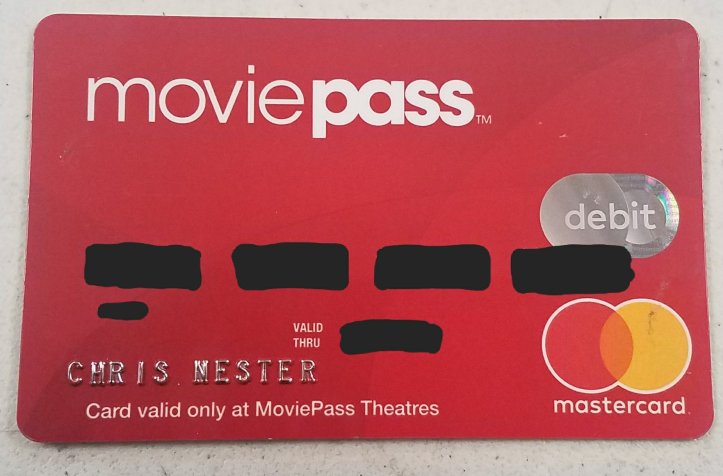 moviepass™
debit
VALID
THRU
CHRIS NESTER
Card valid only at MoviePass Theatres
mastercard